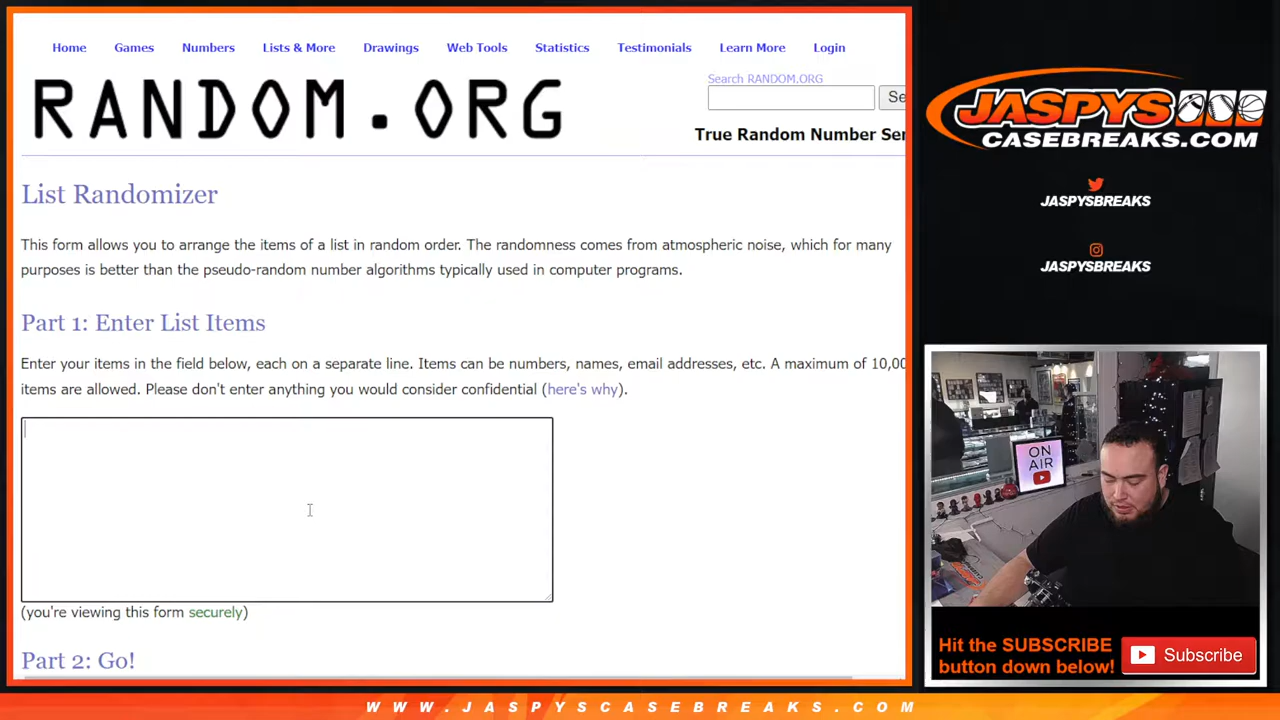 Home Games Numbers Lists & More Drawings Web Tools Statistics Testimonials Learn More Login
RANDOM.ORG
Search RANDOM.ORG
Se
True Random Number Ser
List Randomizer
This form allows you to arrange the items of a list in random order. The randomness comes from atmospheric noise, which for many
purposes is better than the pseudo-random number algorithms typically used in computer programs.
Part 1: Enter List Items
Enter your items in the field below, each on a separate line. Items can be numbers, names, email addresses, etc. A maximum of 10,00
items are allowed. Please don't enter anything you would consider confidential (here's why).
(you're viewing this form securely)
Part 2: Go!
JASPYS
CASEBREAKS.COM
JASPYSBREAKS
JASPYSBREAKS
ON
AIR
Hit the SUBSCRIBE
button down below!
Subscribe
WWW.JASPYSCASEBREAKS.COM